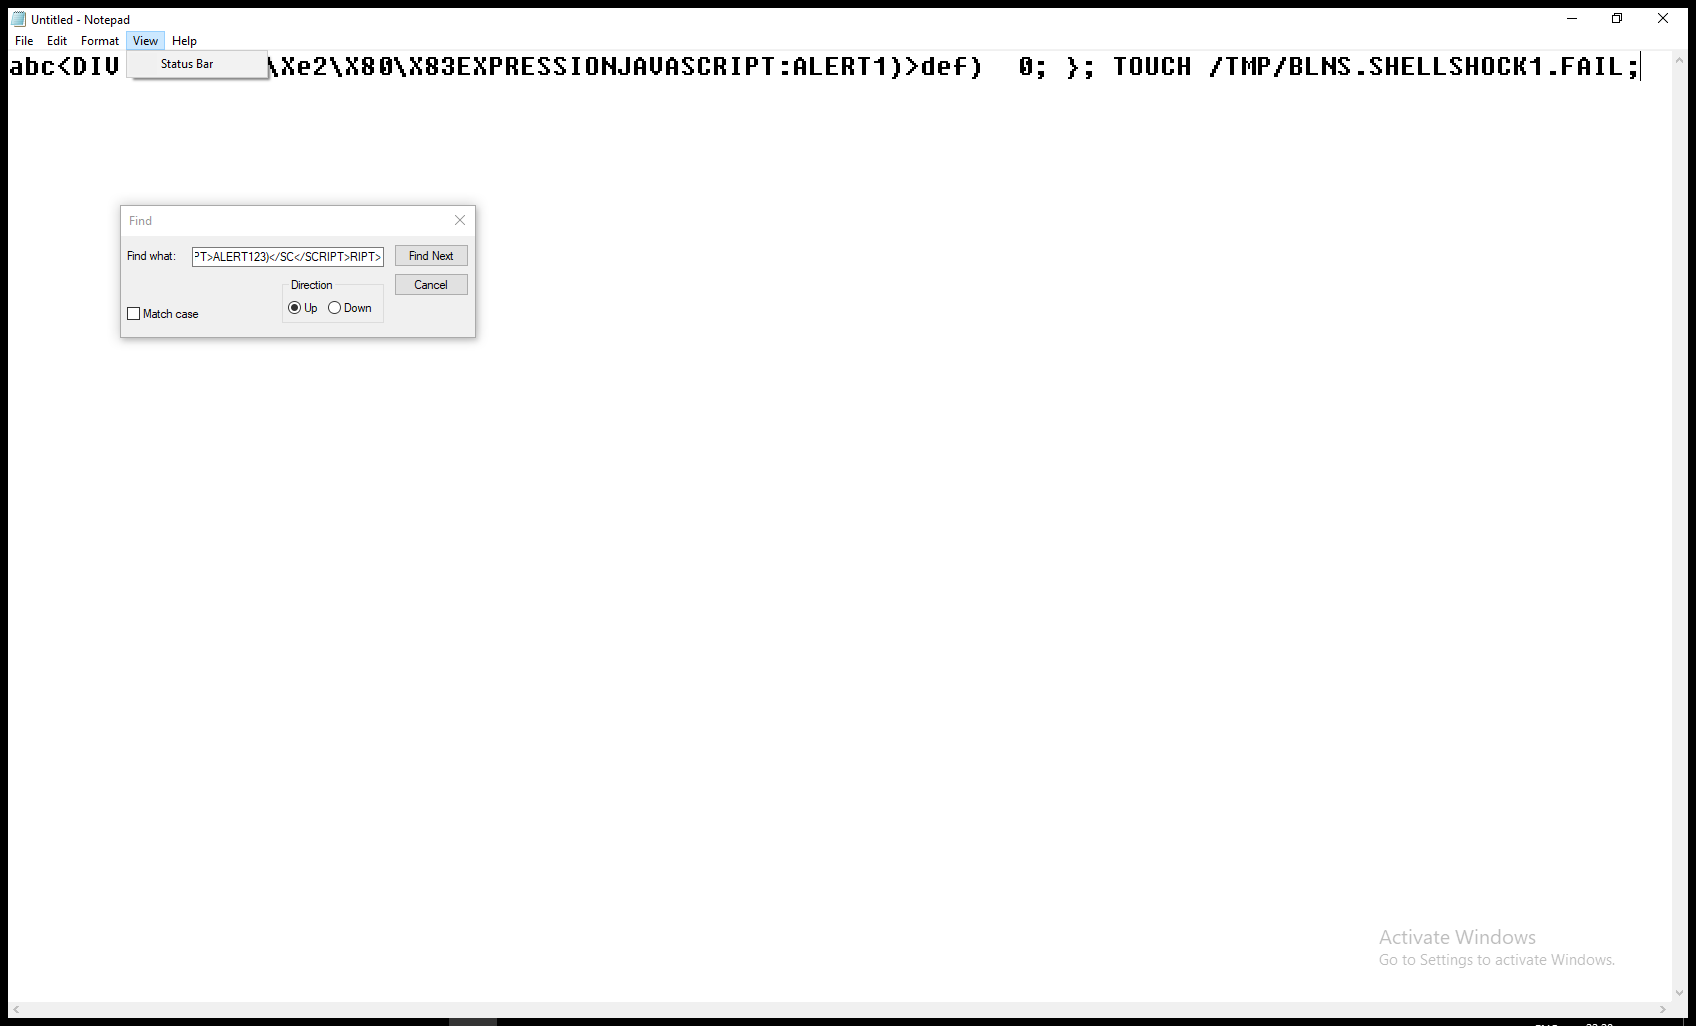 Untitled - Notepad
File Edit Format View Help
Status Bar
abc<DIV \Xe2\X80\X83EXPRESSIONJAVASCRIPT:ALERT1)>def)  0; }; TOUCH /TMP/BLNS.SHELLSHOCK1.FAIL;
Find
Find what: PT>ALERT123)</SC</SCRIPT>RIPT> Find Next
Direction Cancel
Up Down
Match case
Activate Windows
Go to Settings to activate Windows.